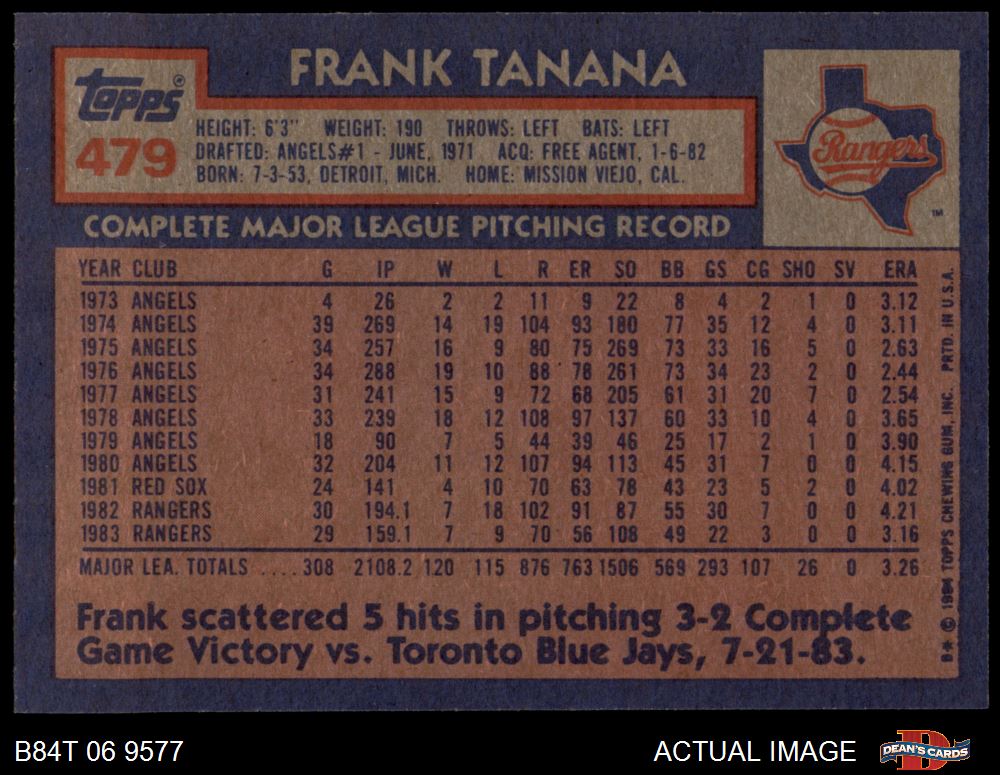 FRANK TANANA
Topps®
479
HEIGHT: 6'3" WEIGHT: 190 THROWS: LEFT BATS: LEFT
DRAFTED: ANGELS#1 - JUNE, 1971 ACQ: FREE AGENT, 1-6-82
BORN: 7-3-53, DETROIT, MICH. HOME: MISSION VIEJO, CAL.
Rangers
TM
COMPLETE MAJOR LEAGUE PITCHING RECORD
YEAR CLUB G IP W L R ER SO BB GS CG SHO SV ERA
1973 ANGELS 4 26 2 2 11 9 22 8 4 2 1 0 3.12
1974 ANGELS 39 269 14 19 104 93 180 77 35 12 4 0 3.11
1975 ANGELS 34 257 16 9 80 75 269 73 33 16 5 0 2.63
1976 ANGELS 34 288 19 10 88 78 261 73 34 23 2 0 2.44
1977 ANGELS 31 241 15 9 72 68 205 61 31 20 7 0 2.54
1978 ANGELS 33 239 18 12 108 97 137 60 33 10 4 0 3.65
1979 ANGELS 18 90 7 5 44 39 46 25 17 2 1 0 3.90
1980 ANGELS 32 204 11 12 107 94 113 45 31 7 0 0 4.15
1981 RED SOX 24 141 4 10 70 63 78 43 23 5 2 0 4.02
1982 RANGERS 30 194.1 7 18 102 91 87 55 30 7 0 0 4.21
1983 RANGERS 29 159.1 7 9 70 56 108 49 22 3 0 0 3.16
MAJOR LEA. TOTALS .... 308 2108.2 120 115 876 763 1506 569 293 107 26 0 3.26
Frank scattered 5 hits in pitching 3-2 Complete
Game Victory vs. Toronto Blue Jays, 7-21-83.
B* © 1984 TOPPS CHEWING GUM, INC. PRTD. IN U.S.A.
B84T 06 9577
ACTUAL IMAGE
D
DEAN'S CARDS